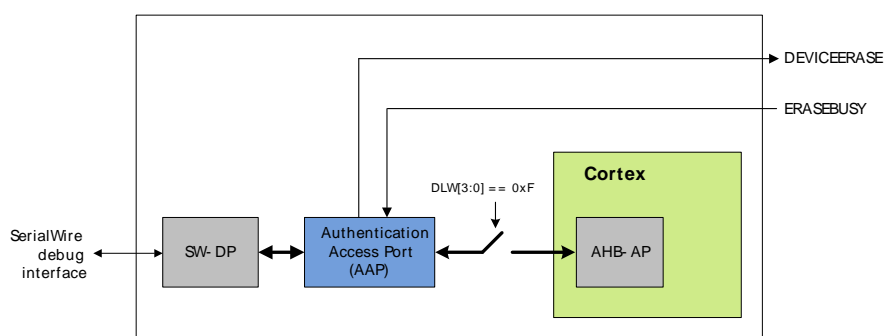 DEVICEERASE
ERASEBUSY
Cortex
DLW[3:0] == 0xF
SerialWire
debug
interface
SW-DP
Authentication
Access Port
(AAP)
AHB-AP